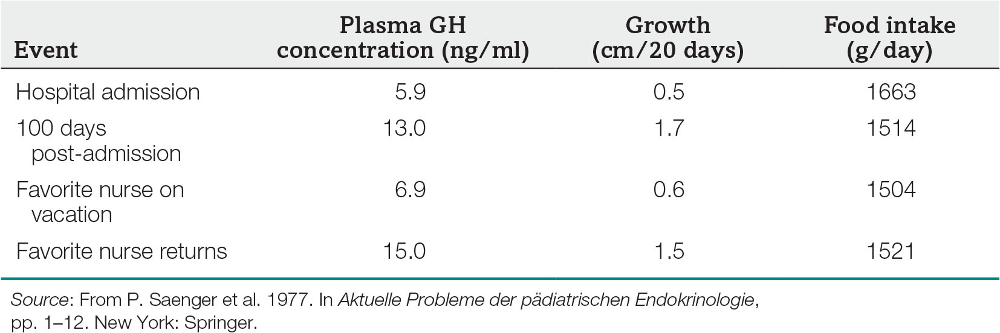 Event Plasma GH concentration (ng/ml) Growth (cm/20 days) Food intake (g/day)
Hospital admission 5.9 0.5 1663
100 days post-admission 13.0 1.7 1514
Favorite nurse on vacation 6.9 0.6 1504
Favorite nurse returns 15.0 1.5 1521
Source: From P. Saenger et al. 1977. In Aktuelle Probleme der pädiatrischen Endokrinologie,
pp. 1–12. New York: Springer.